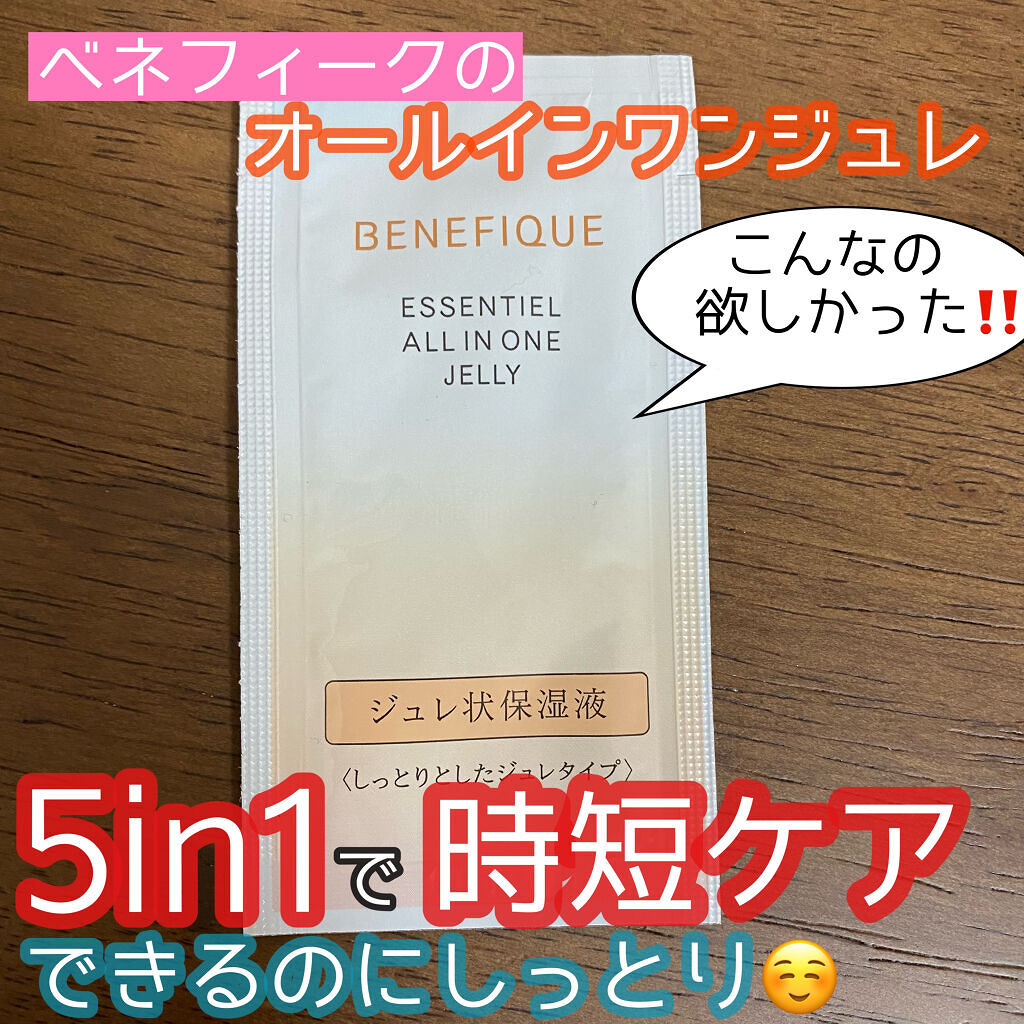 ベネフィークの
オールインワンジュレ
BENEFIQUE
ESSENTIEL
ALL IN ONE
JELLY
こんなの
欲しかった‼️
ジュレ状保湿液
〈しっとりとしたジュレタイプ〉
5in1で時短ケア
できるのにしっとり☺️